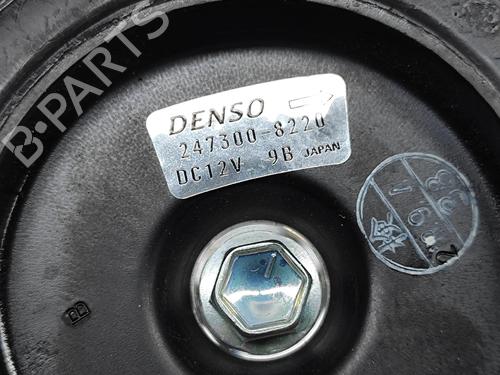 B-PARTS
DENSO
247300-8220
DC12V 9B JAPAN
B